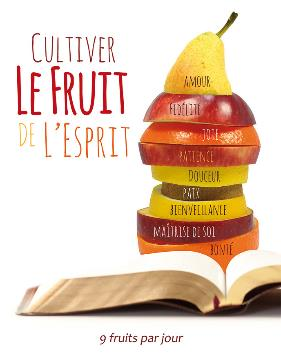 CULTIVER
LE FRUIT
DE L'ESPRIT
AMOUR
FIDÉLITÉ
JOIE
PATIENCE
DOUCEUR
PAIX
BIENVEILLANCE
MAÎTRISE DE SOI
BONTÉ
9 fruits par jour